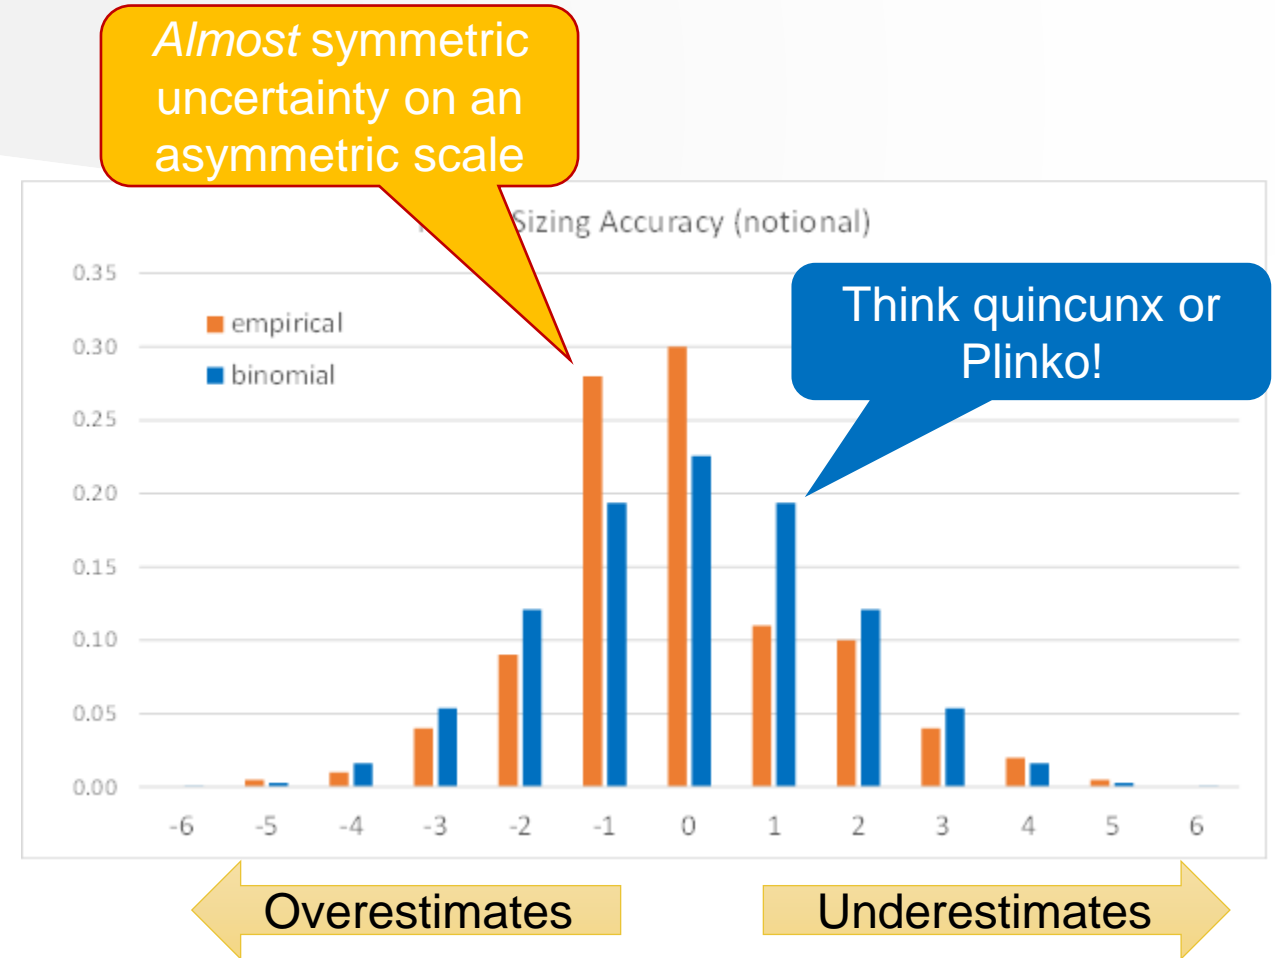 Almost symmetric
uncertainty on an
asymmetric scale
Sizing Accuracy (notional)
Think quincunx or
Plinko!
empirical
binomial
0.35
0.30
0.25
0.20
0.15
0.10
0.05
0.00
-6 -5 -4 -3 -2 -1 0 1 2 3 4 5 6
Overestimates
Underestimates